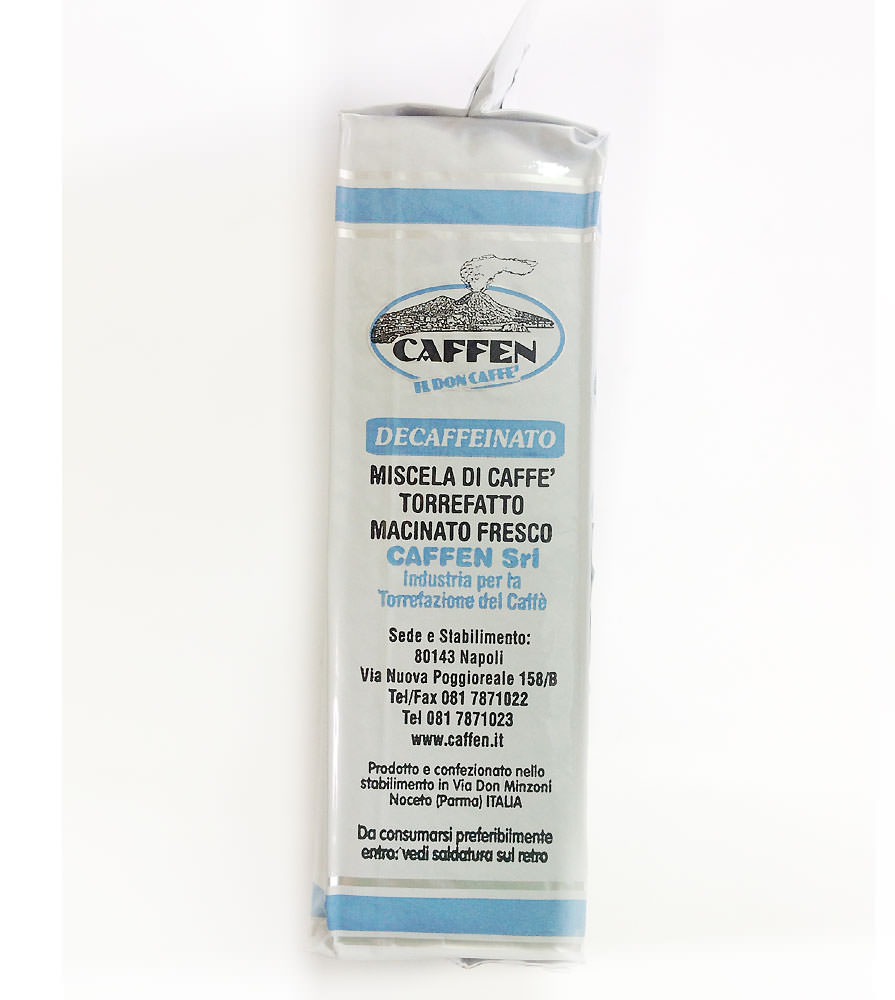 CAFFEN
IL DON CAFFE'
DECAFFEINATO
MISCELA DI CAFFE'
TORREFATTO
MACINATO FRESCO
CAFFEN Srl
Industria per la
Torrefazione del Caffè
Sede e Stabilimento:
80143 Napoli
Via Nuova Poggioreale 158/B
Tel/Fax 081 7871022
Tel 081 7871023
www.caffen.it
Prodotto e confezionato nello
stabilimento in Via Don Minzoni
Noceto (Parma) ITALIA
Da consumarsi preferibilmente
entro: vedi saldatura sul retro